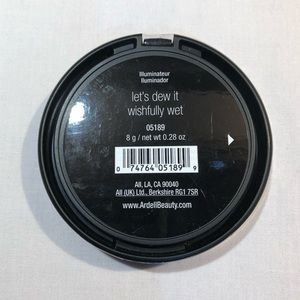 Illuminateur
Iluminador
let's dew it
wishfully wet
05189
8 g / net wt 0.28 oz
0 74764 05189 9
AII, LA, CA 90040
AII (UK) Ltd., Berkshire RG1 7SR
www.ArdellBeauty.com